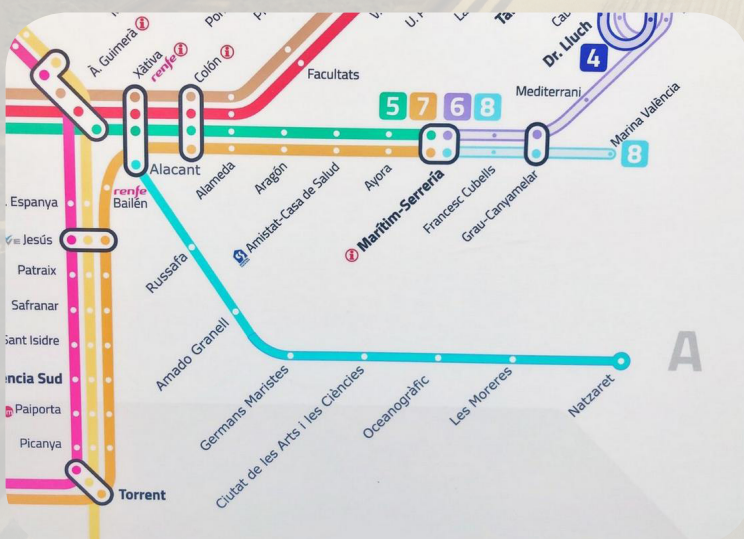 À. Guimerà
Xàtiva
renfe
Colón
Facultats
Dr. Lluch
4
Mediterrani
5 7 6 8
Marina València
8
Alacant
Alameda
Aragón
Amistat-Casa de Salud
Ayora
Marítim-Serrería
Francesc Cubells
Grau-Canyamelar
renfe
Bailén
Espanya
Jesús
Patraix
Safranar
Sant Isidre
ència Sud
Paiporta
Picanya
Torrent
Russafa
Amado Granell
Germans Maristes
Ciutat de les Arts i les Ciències
Oceanogràfic
Les Moreres
Natzaret
A